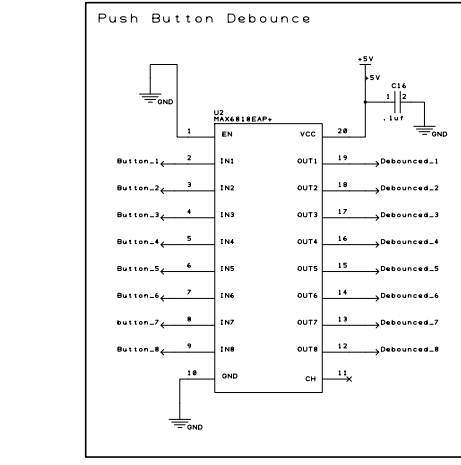 Push Button Debounce
+5V
+5V
C16
1 2
.1uf
GND
GND
U2
MAX6818EAP+
1 EN VCC 20
Button_1 2 IN1 OUT1 19 Debounced_1
Button_2 3 IN2 OUT2 18 Debounced_2
Button_3 4 IN3 OUT3 17 Debounced_3
Button_4 5 IN4 OUT4 16 Debounced_4
Button_5 6 IN5 OUT5 15 Debounced_5
Button_6 7 IN6 OUT6 14 Debounced_6
button_7 8 IN7 OUT7 13 Debounced_7
Button_8 9 IN8 OUT8 12 Debounced_8
10 GND CH 11
GND